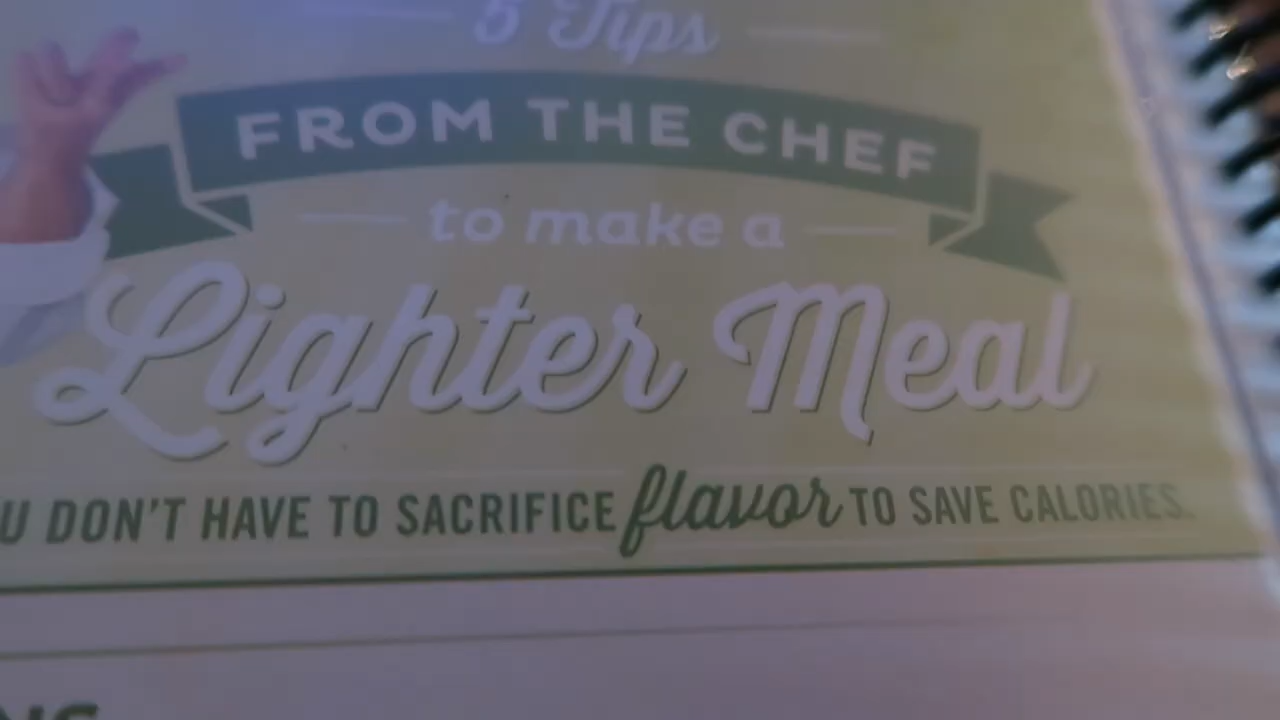 5 Tips
FROM THE CHEF
to make a
Lighter Meal
U DON'T HAVE TO SACRIFICE flavor TO SAVE CALORIES.